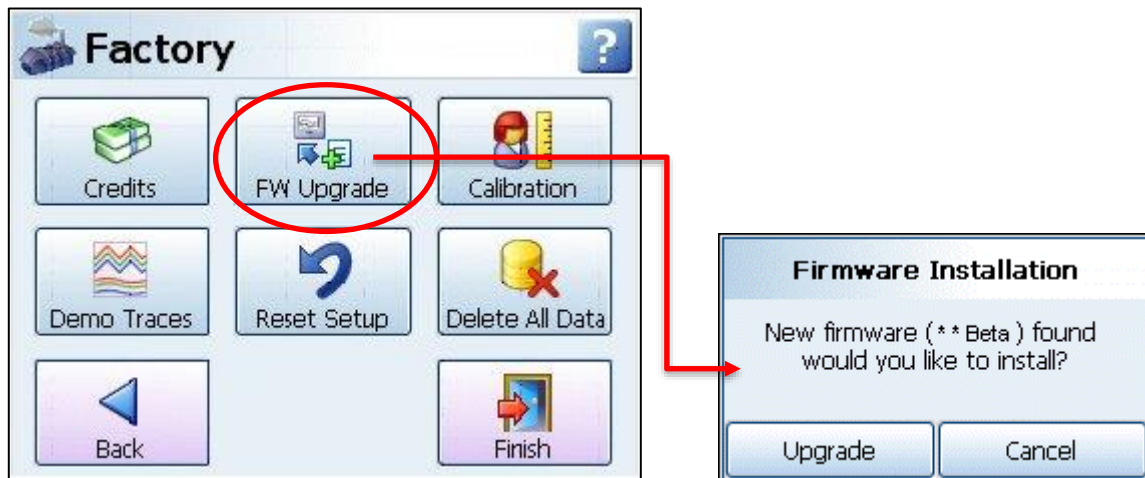 Factory
?
Credits
FW Upgrade
Calibration
Demo Traces
Reset Setup
Delete All Data
Back
Finish
Firmware Installation
New firmware (**Beta) found
would you like to install?
Upgrade
Cancel